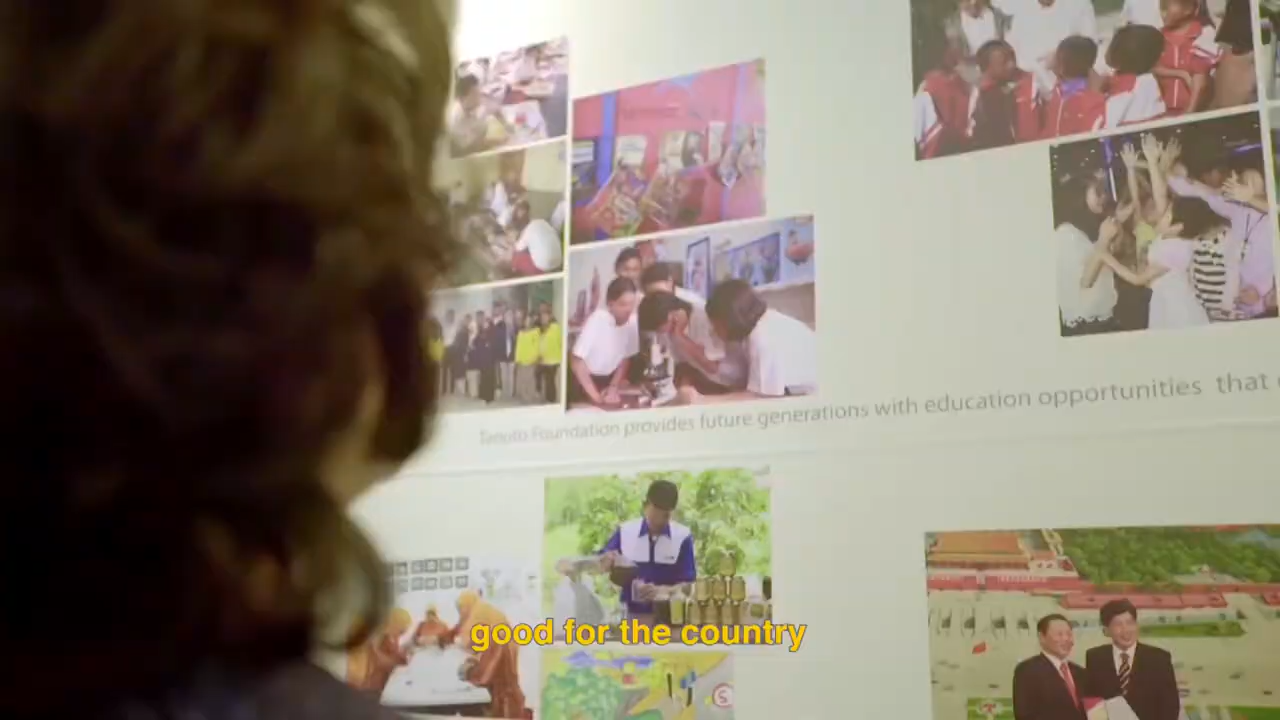 Tanoto Foundation provides future generations with education opportunities that
good for the country